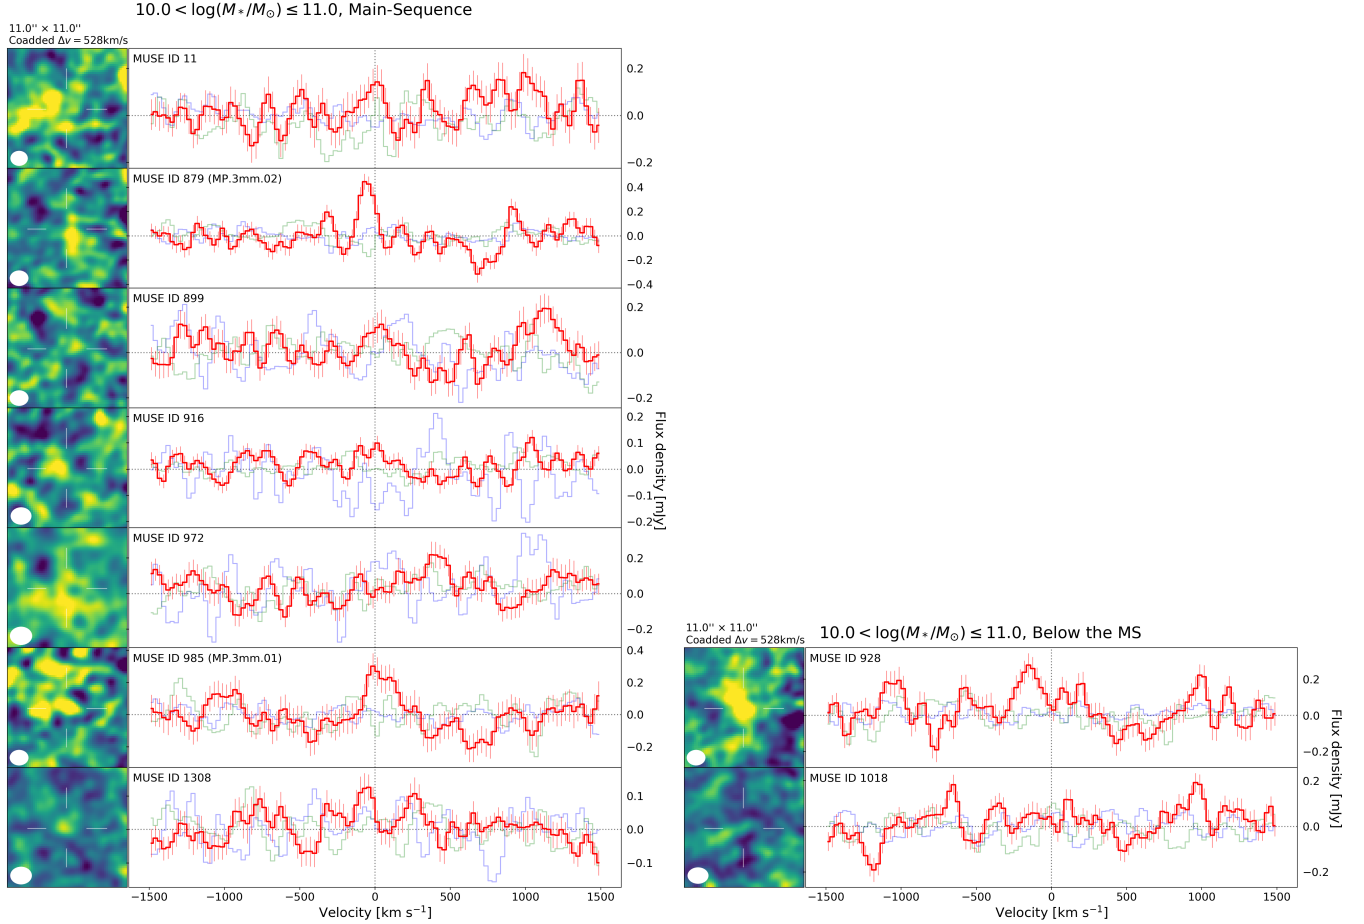 10.0 < log(M∗/M⊙) ≤ 11.0, Main-Sequence
11.0'' × 11.0''
Coadded Δv = 528km/s
MUSE ID 11
0.2
0.0
−0.2
MUSE ID 879 (MP.3mm.02)
0.4
0.2
0.0
−0.2
−0.4
MUSE ID 899
0.2
0.0
−0.2
MUSE ID 916
0.2
0.1
0.0
−0.1
−0.2
MUSE ID 972
0.2
0.0
−0.2
MUSE ID 985 (MP.3mm.01)
0.4
0.2
0.0
−0.2
MUSE ID 1308
0.1
0.0
−0.1
Flux density [mJy]
−1500 −1000 −500 0 500 1000 1500
Velocity [km s⁻¹]
11.0'' × 11.0''
Coadded Δv = 528km/s
10.0 < log(M∗/M⊙) ≤ 11.0, Below the MS
MUSE ID 928
0.2
0.0
−0.2
MUSE ID 1018
0.2
0.0
−0.2
Flux density [mJy]
−1500 −1000 −500 0 500 1000 1500
Velocity [km s⁻¹]